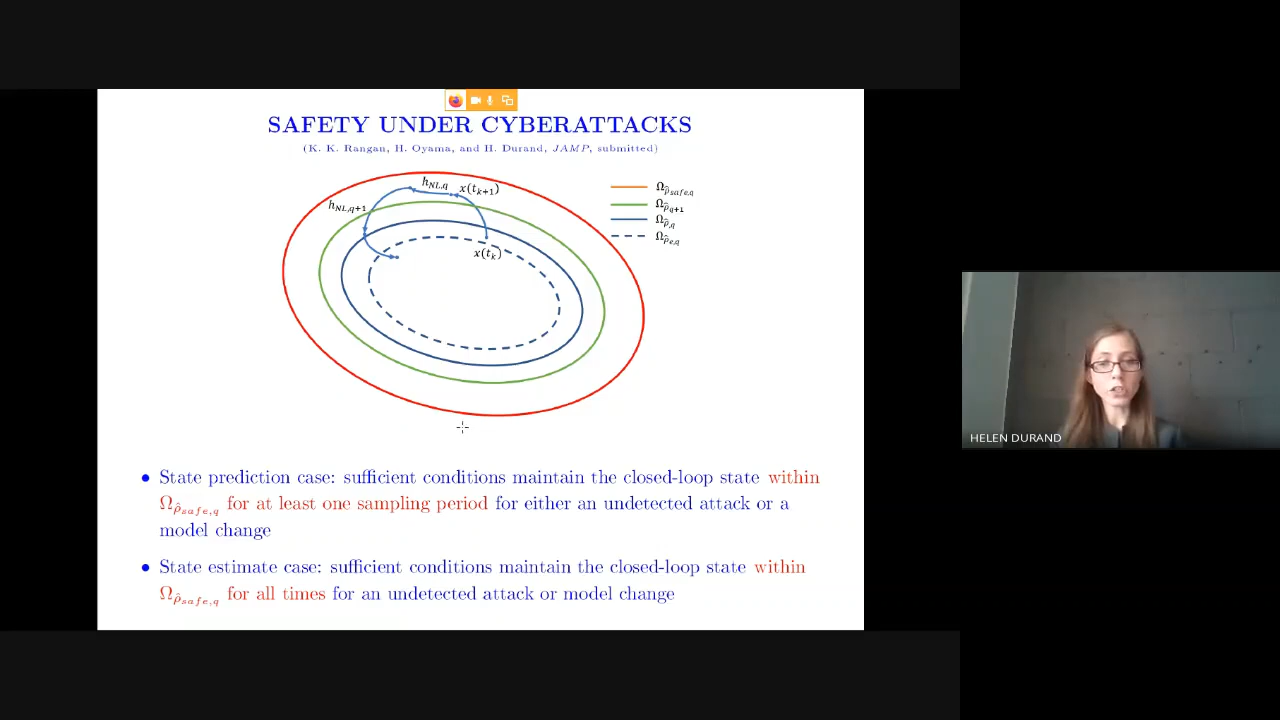 SAFETY UNDER CYBERATTACKS
(K. K. Rangan, H. Oyama, and H. Durand, JAMP, submitted)
h_{NL,q}
x(t_{k+1})
h_{NL,q+1}
x(t_k)
Ω_{ρ̂_{safe,q}}
Ω_{ρ̂_{q+1}}
Ω_{ρ̂,q}
Ω_{ρ̂_{e,q}}
• State prediction case: sufficient conditions maintain the closed-loop state within
Ω_{ρ̂_{safe,q}} for at least one sampling period for either an undetected attack or a
model change
• State estimate case: sufficient conditions maintain the closed-loop state within
Ω_{ρ̂_{safe,q}} for all times for an undetected attack or model change
HELEN DURAND